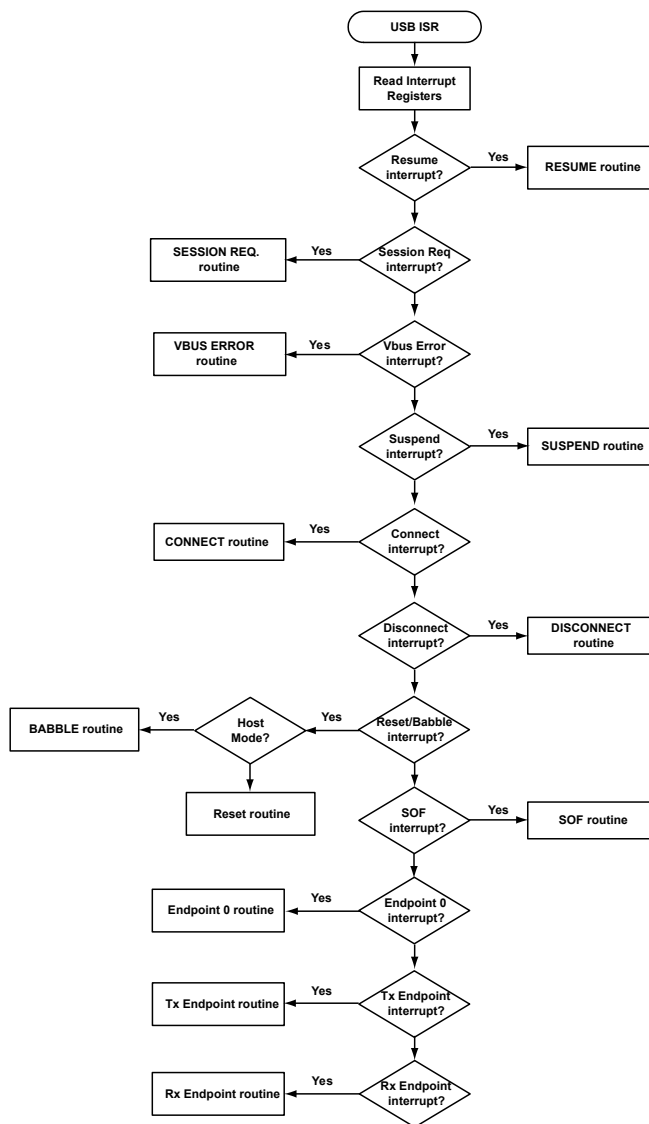 USB ISR
Read Interrupt
Registers
Resume
interrupt?
Yes
RESUME routine
SESSION REQ.
routine
Yes
Session Req
interrupt?
VBUS ERROR
routine
Yes
Vbus Error
interrupt?
Suspend
interrupt?
Yes
SUSPEND routine
CONNECT routine
Yes
Connect
interrupt?
Disconnect
interrupt?
Yes
DISCONNECT
routine
BABBLE routine
Yes
Host
Mode?
Yes
Reset/Babble
interrupt?
Reset routine
SOF
interrupt?
Yes
SOF routine
Endpoint 0 routine
Yes
Endpoint 0
interrupt?
Tx Endpoint routine
Yes
Tx Endpoint
interrupt?
Rx Endpoint routine
Yes
Rx Endpoint
interrupt?